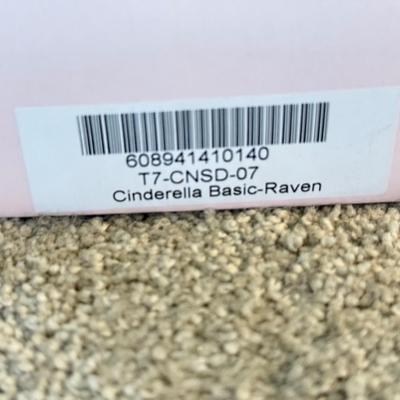 608941410140
T7-CNSD-07
Cinderella Basic-Raven